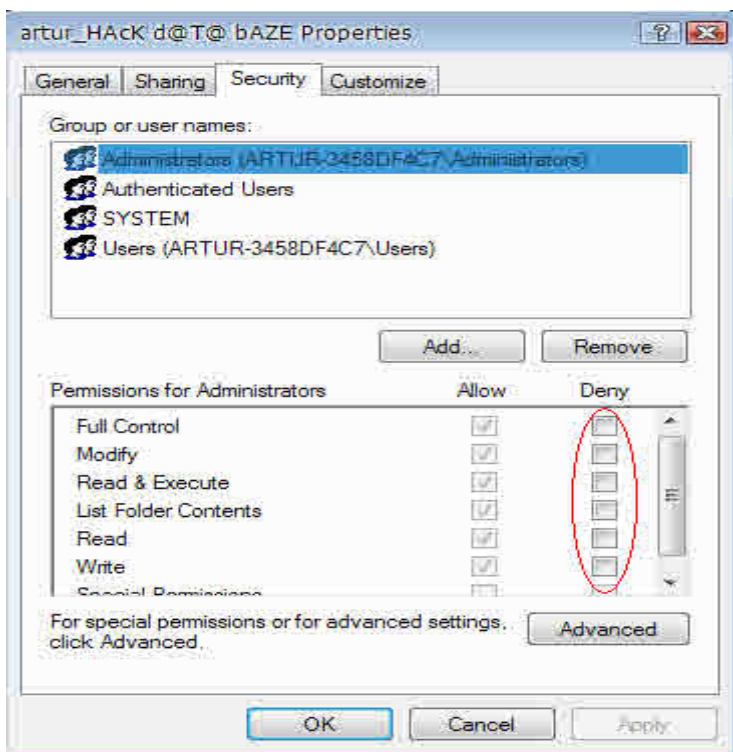 artur_HAcK d@T@ bAZE Properties
General Sharing Security Customize
Group or user names:
Administrators (ARTUR-3458DF4C7\Administrators)
Authenticated Users
SYSTEM
Users (ARTUR-3458DF4C7\Users)
Add... Remove
Permissions for Administrators Allow Deny
Full Control
Modify
Read & Execute
List Folder Contents
Read
Write
Special Permissions
For special permissions or for advanced settings,
click Advanced.
Advanced
OK Cancel Apply